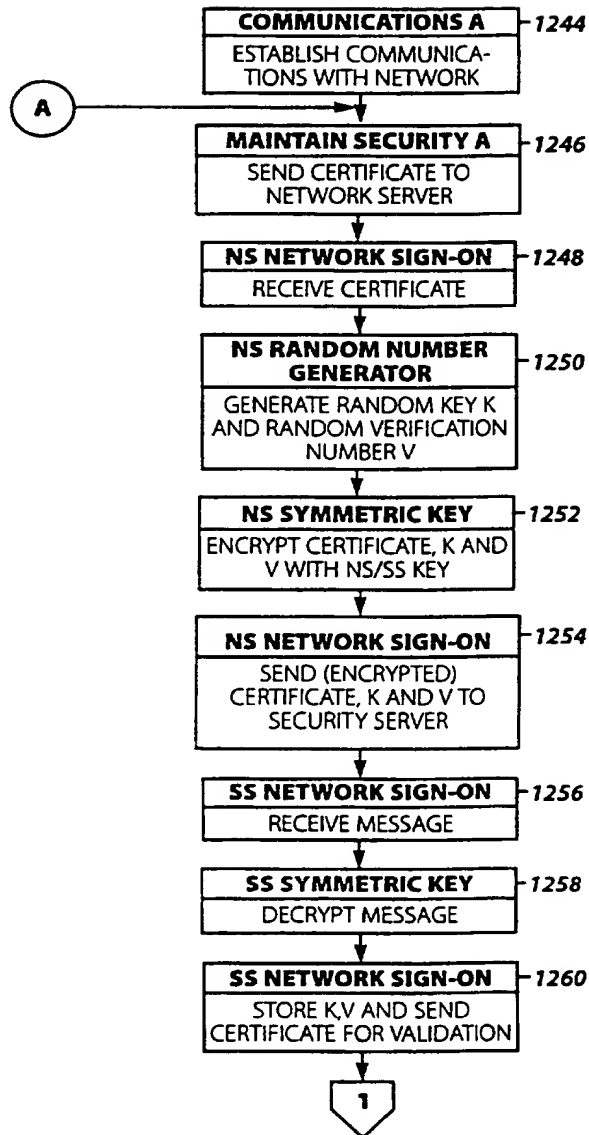 COMMUNICATIONS A
1244
ESTABLISH COMMUNICA-
TIONS WITH NETWORK
A
MAINTAIN SECURITY A
1246
SEND CERTIFICATE TO
NETWORK SERVER
NS NETWORK SIGN-ON
1248
RECEIVE CERTIFICATE
NS RANDOM NUMBER
GENERATOR
1250
GENERATE RANDOM KEY K
AND RANDOM VERIFICATION
NUMBER V
NS SYMMETRIC KEY
1252
ENCRYPT CERTIFICATE, K AND
V WITH NS/SS KEY
NS NETWORK SIGN-ON
1254
SEND (ENCRYPTED)
CERTIFICATE, K AND V TO
SECURITY SERVER
SS NETWORK SIGN-ON
1256
RECEIVE MESSAGE
SS SYMMETRIC KEY
1258
DECRYPT MESSAGE
SS NETWORK SIGN-ON
1260
STORE K,V AND SEND
CERTIFICATE FOR VALIDATION
1